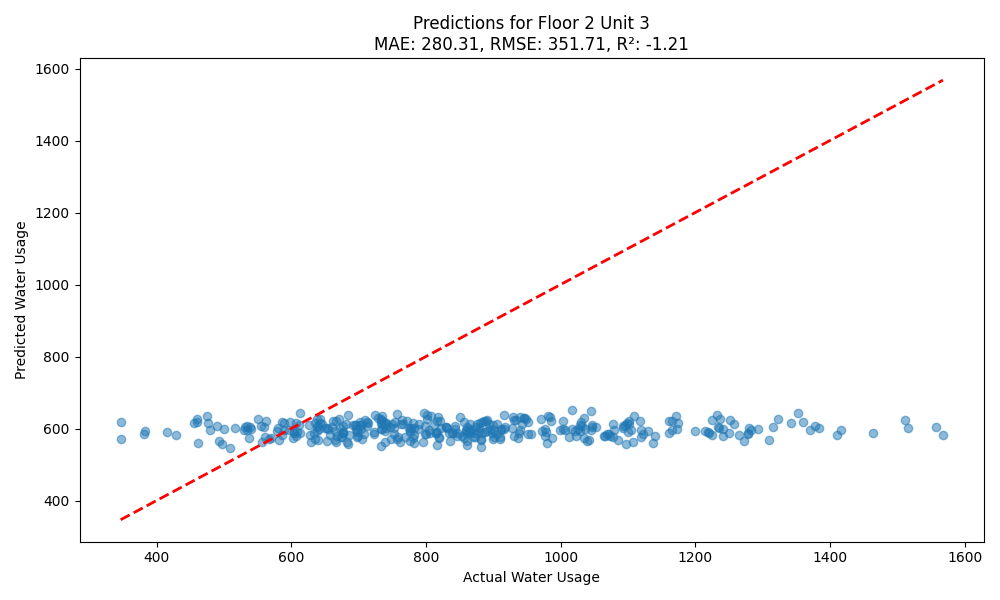 Predictions for Floor 2 Unit 3
MAE: 280.31, RMSE: 351.71, R²: -1.21
Predicted Water Usage
1600
1400
1200
1000
800
600
400
400 600 800 1000 1200 1400 1600
Actual Water Usage